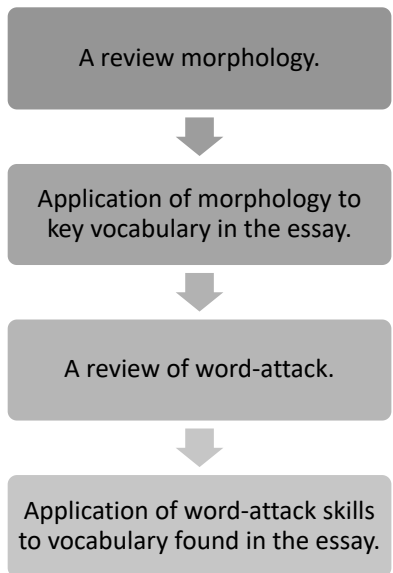 A review morphology.
Application of morphology to
key vocabulary in the essay.
A review of word-attack.
Application of word-attack skills
to vocabulary found in the essay.